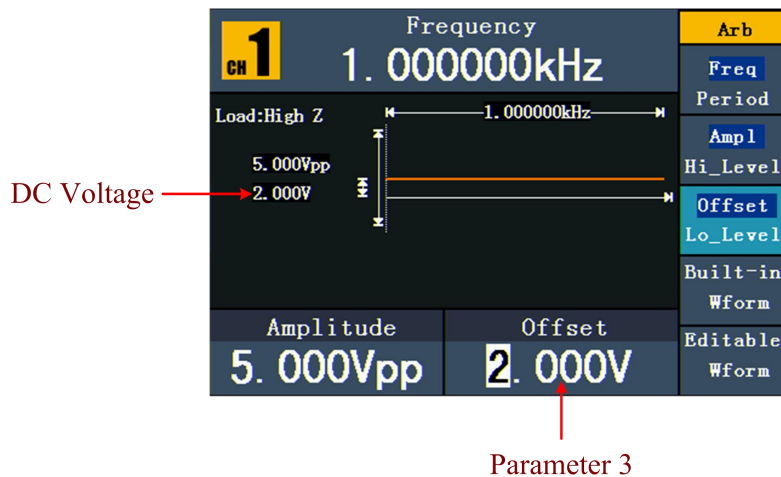 CH 1
Frequency
1.000000kHz
Arb
Freq
Period
Ampl
Hi_Level
Offset
Lo_Level
Built-in
Wform
Editable
Wform
Load:High Z
1.000000kHz
5.000Vpp
DC Voltage
2.000V
Amplitude
5.000Vpp
Offset
2.000V
Parameter 3